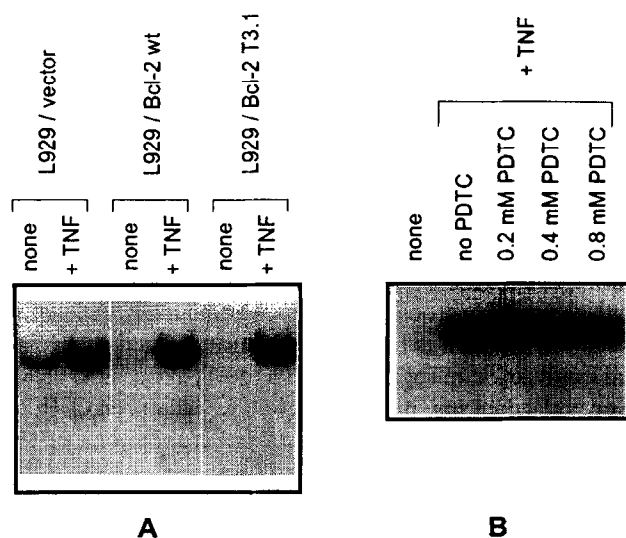 L929 / vector
L929 / Bcl-2 wt
L929 / Bcl-2 T3.1
none
+ TNF
none
+ TNF
none
+ TNF
A
+ TNF
none
no PDTC
0.2 mM PDTC
0.4 mM PDTC
0.8 mM PDTC
B